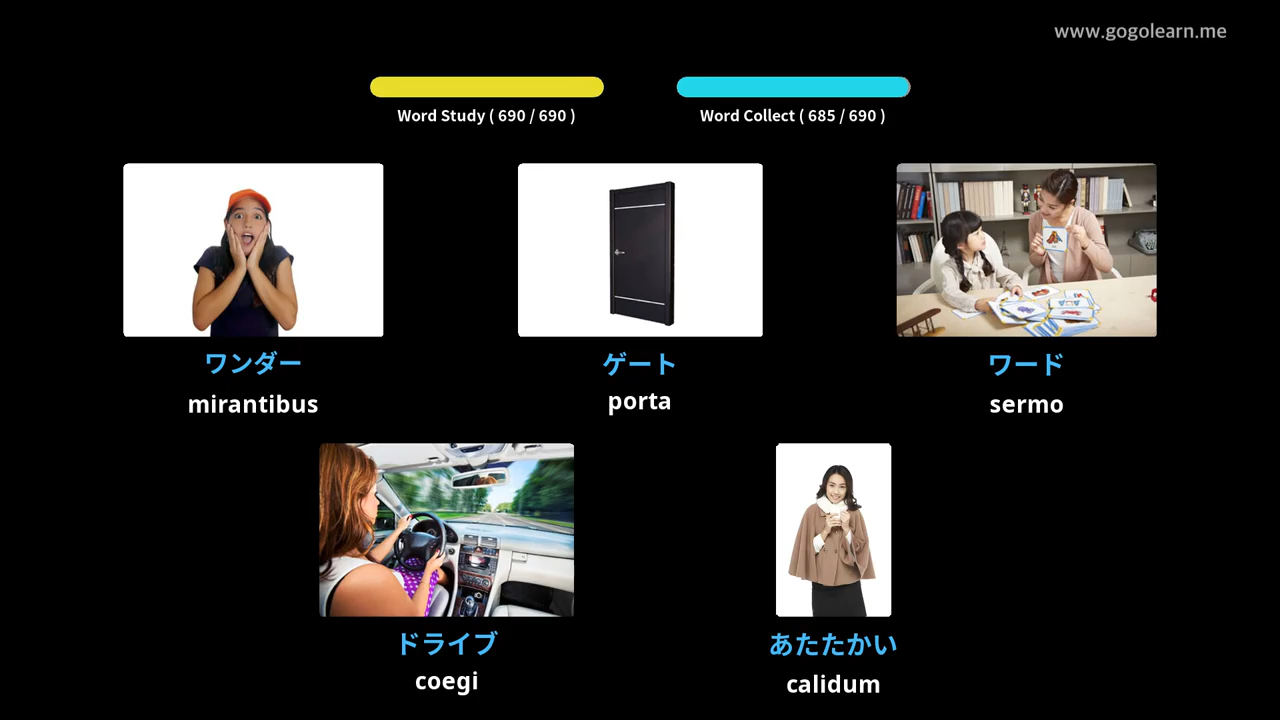 www.gogolearn.me
Word Study ( 690 / 690 )
Word Collect ( 685 / 690 )
ワンダー
mirantibus
ゲート
porta
ワード
sermo
ドライブ
coegi
あたたかい
calidum